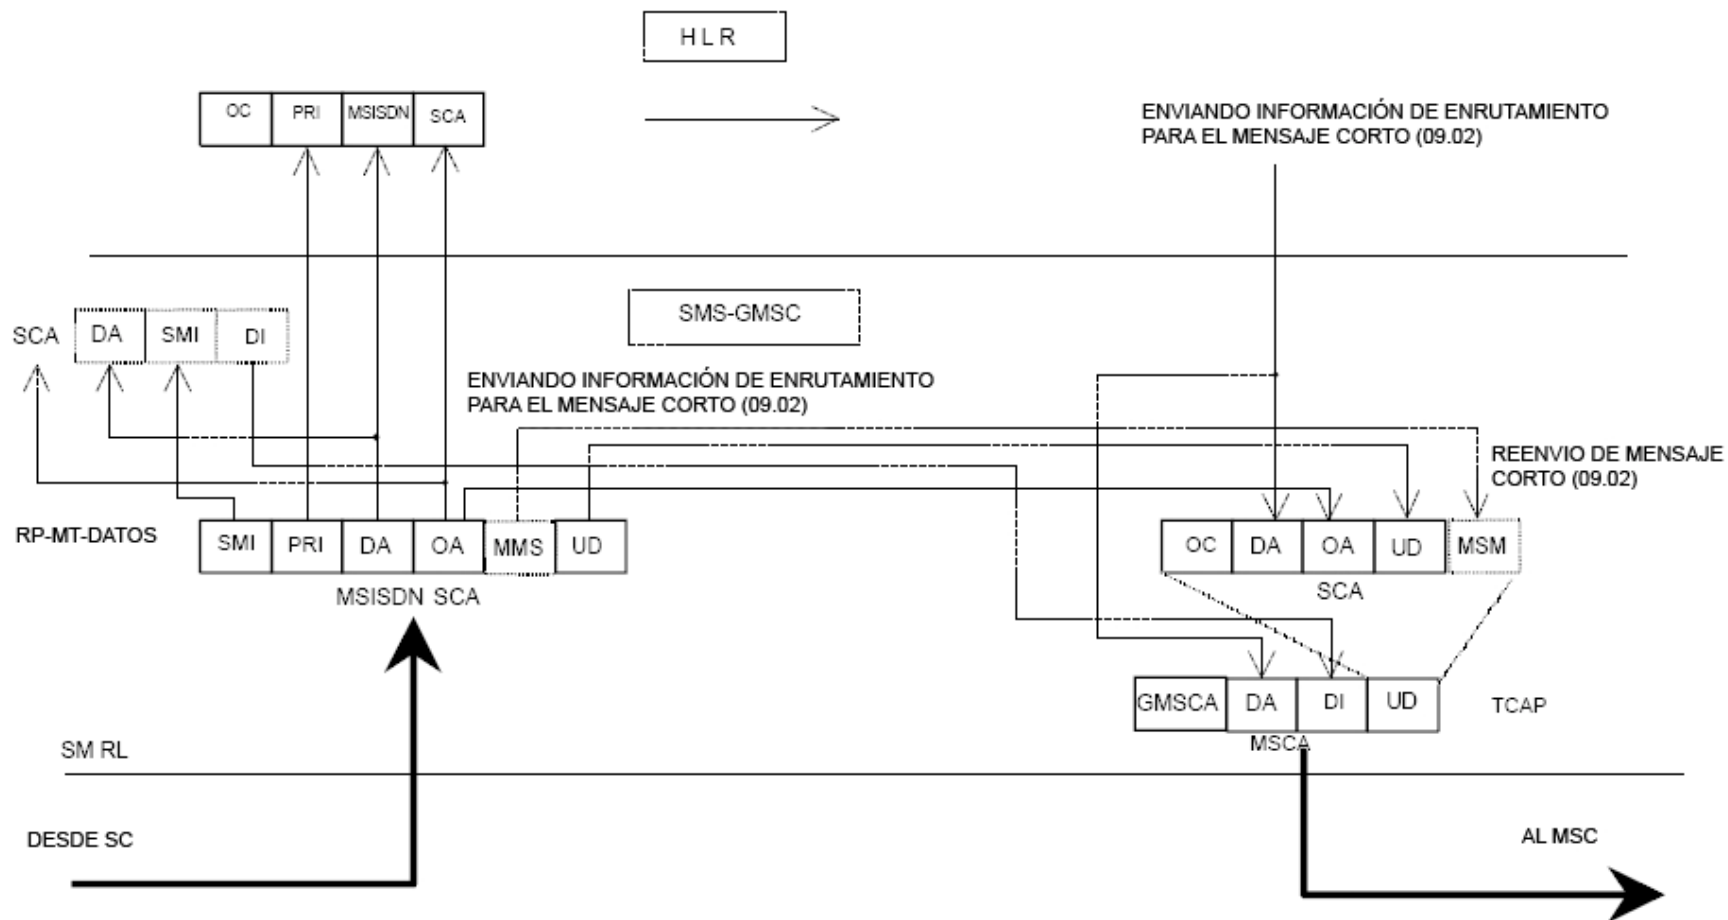 HLR
OC PRI MSISDN SCA
ENVIANDO INFORMACIÓN DE ENRUTAMIENTO
PARA EL MENSAJE CORTO (09.02)
SCA DA SMI DI
SMS-GMSC
ENVIANDO INFORMACIÓN DE ENRUTAMIENTO
PARA EL MENSAJE CORTO (09.02)
REENVIO DE MENSAJE
CORTO (09.02)
RP-MT-DATOS
SMI PRI DA OA MMS UD
MSISDN SCA
OC DA OA UD MSM
SCA
GMSCA DA DI UD
TCAP
MSCA
SM RL
DESDE SC
AL MSC